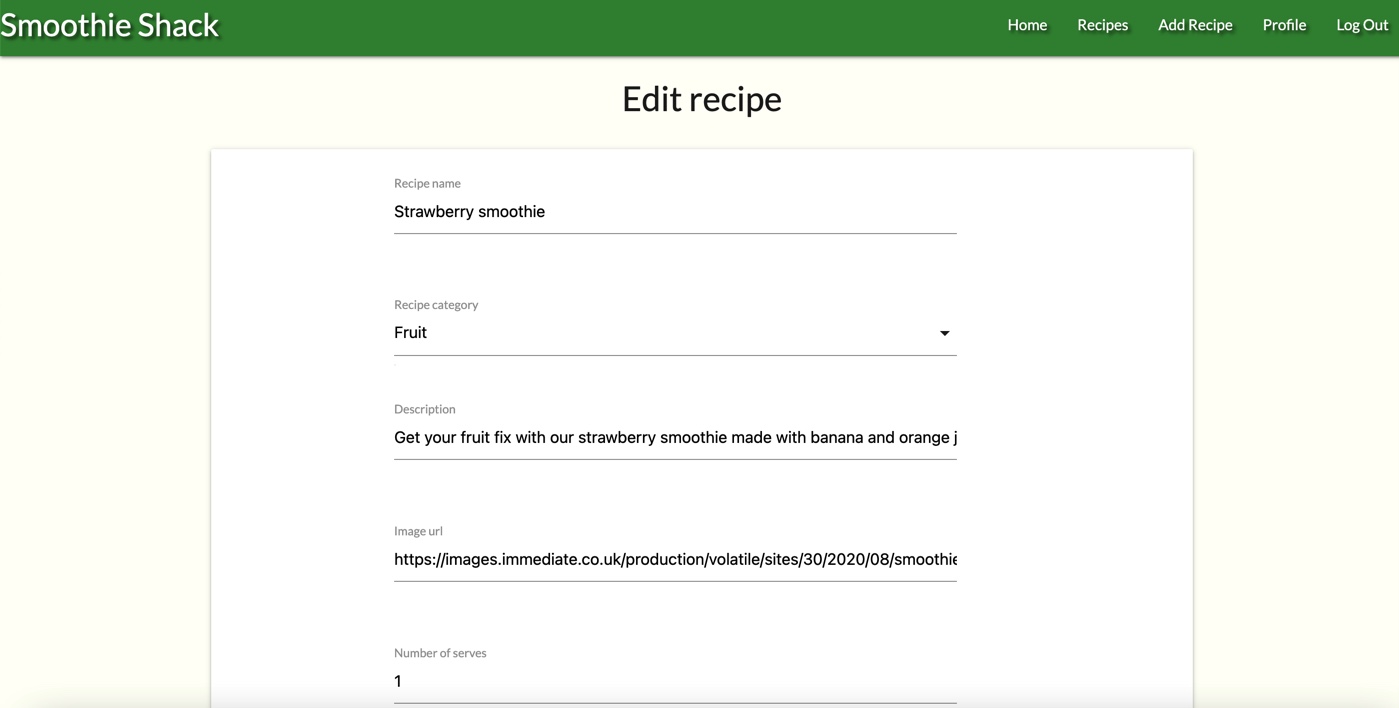 Smoothie Shack
Home Recipes Add Recipe Profile Log Out
Edit recipe
Recipe name
Strawberry smoothie
Recipe category
Fruit
Description
Get your fruit fix with our strawberry smoothie made with banana and orange j
Image url
https://images.immediate.co.uk/production/volatile/sites/30/2020/08/smoothie
Number of serves
1